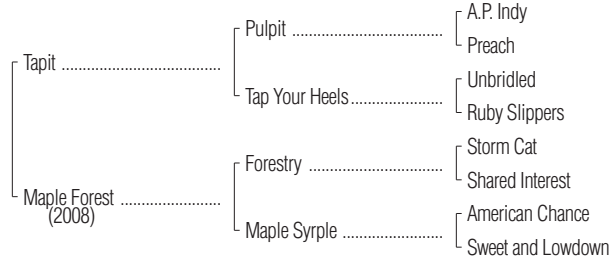 A.P. Indy
Pulpit ........................................
Preach
Tapit ...............................................
Unbridled
Tap Your Heels...........................
Ruby Slippers
Storm Cat
Forestry ........................................
Shared Interest
Maple Forest .............................
(2008)
American Chance
Maple Syrple .............................
Sweet and Lowdown